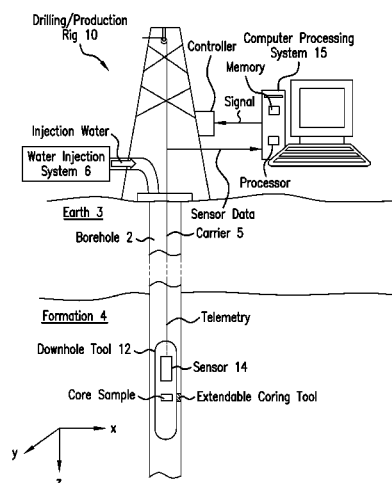 Drilling/Production
Rig 10
Controller
Computer Processing
System 15
Memory
Signal
Injection Water
Water Injection
System 6
Processor
Sensor Data
Earth 3
Borehole 2
Carrier 5
Formation 4
Telemetry
Downhole Tool 12
Sensor 14
Core Sample
Extendable Coring Tool
x
y
z